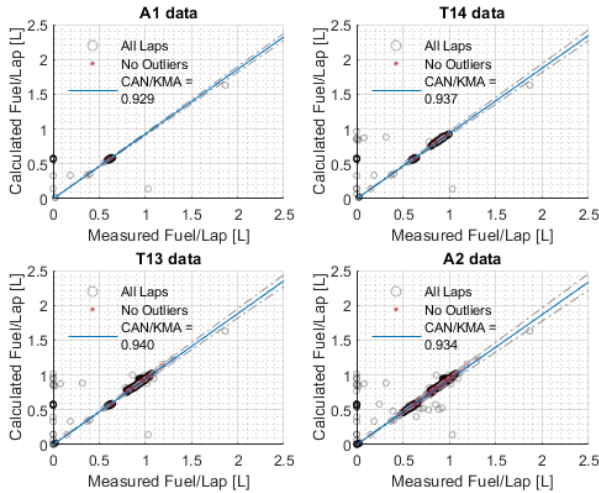 A1 data
Calculated Fuel/Lap [L]
2.5
2
1.5
1
0.5
0
All Laps
No Outliers
CAN/KMA =
0.929
0 0.5 1 1.5 2 2.5
Measured Fuel/Lap [L]
T14 data
Calculated Fuel/Lap [L]
2.5
2
1.5
1
0.5
0
All Laps
No Outliers
CAN/KMA =
0.937
0 0.5 1 1.5 2 2.5
Measured Fuel/Lap [L]
T13 data
Calculated Fuel/Lap [L]
2.5
2
1.5
1
0.5
0
All Laps
No Outliers
CAN/KMA =
0.940
0 0.5 1 1.5 2 2.5
Measured Fuel/Lap [L]
A2 data
Calculated Fuel/Lap [L]
2.5
2
1.5
1
0.5
0
All Laps
No Outliers
CAN/KMA =
0.934
0 0.5 1 1.5 2 2.5
Measured Fuel/Lap [L]